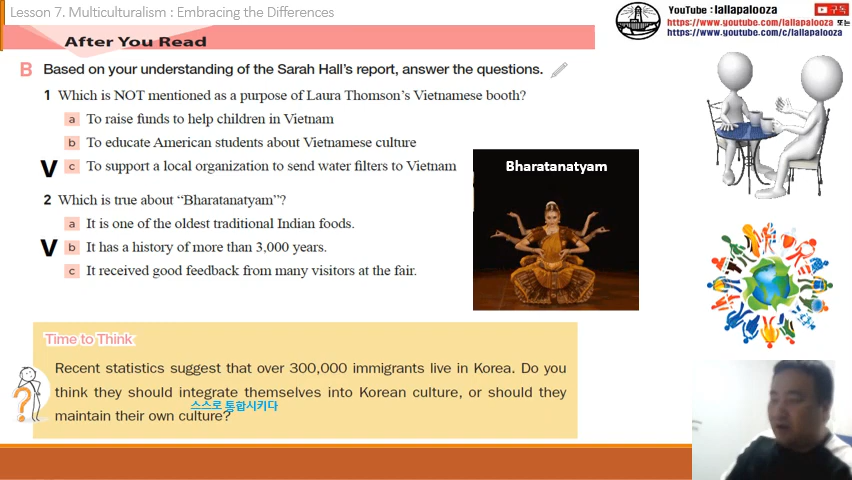 Lesson 7. Multiculturalism : Embracing the Differences
YouTube : lallapalooza 구독
https://www.youtube.com/lallapalooza 또는
https://www.youtube.com/c/lallapalooza
After You Read
B Based on your understanding of the Sarah Hall's report, answer the questions.
1 Which is NOT mentioned as a purpose of Laura Thomson's Vietnamese booth?
a To raise funds to help children in Vietnam
b To educate American students about Vietnamese culture
V c To support a local organization to send water filters to Vietnam
Bharatanatyam
2 Which is true about "Bharatanatyam"?
a It is one of the oldest traditional Indian foods.
V b It has a history of more than 3,000 years.
c It received good feedback from many visitors at the fair.
Time to Think
Recent statistics suggest that over 300,000 immigrants live in Korea. Do you
think they should integrate themselves into Korean culture, or should they
스스로 통합시키다
maintain their own culture?